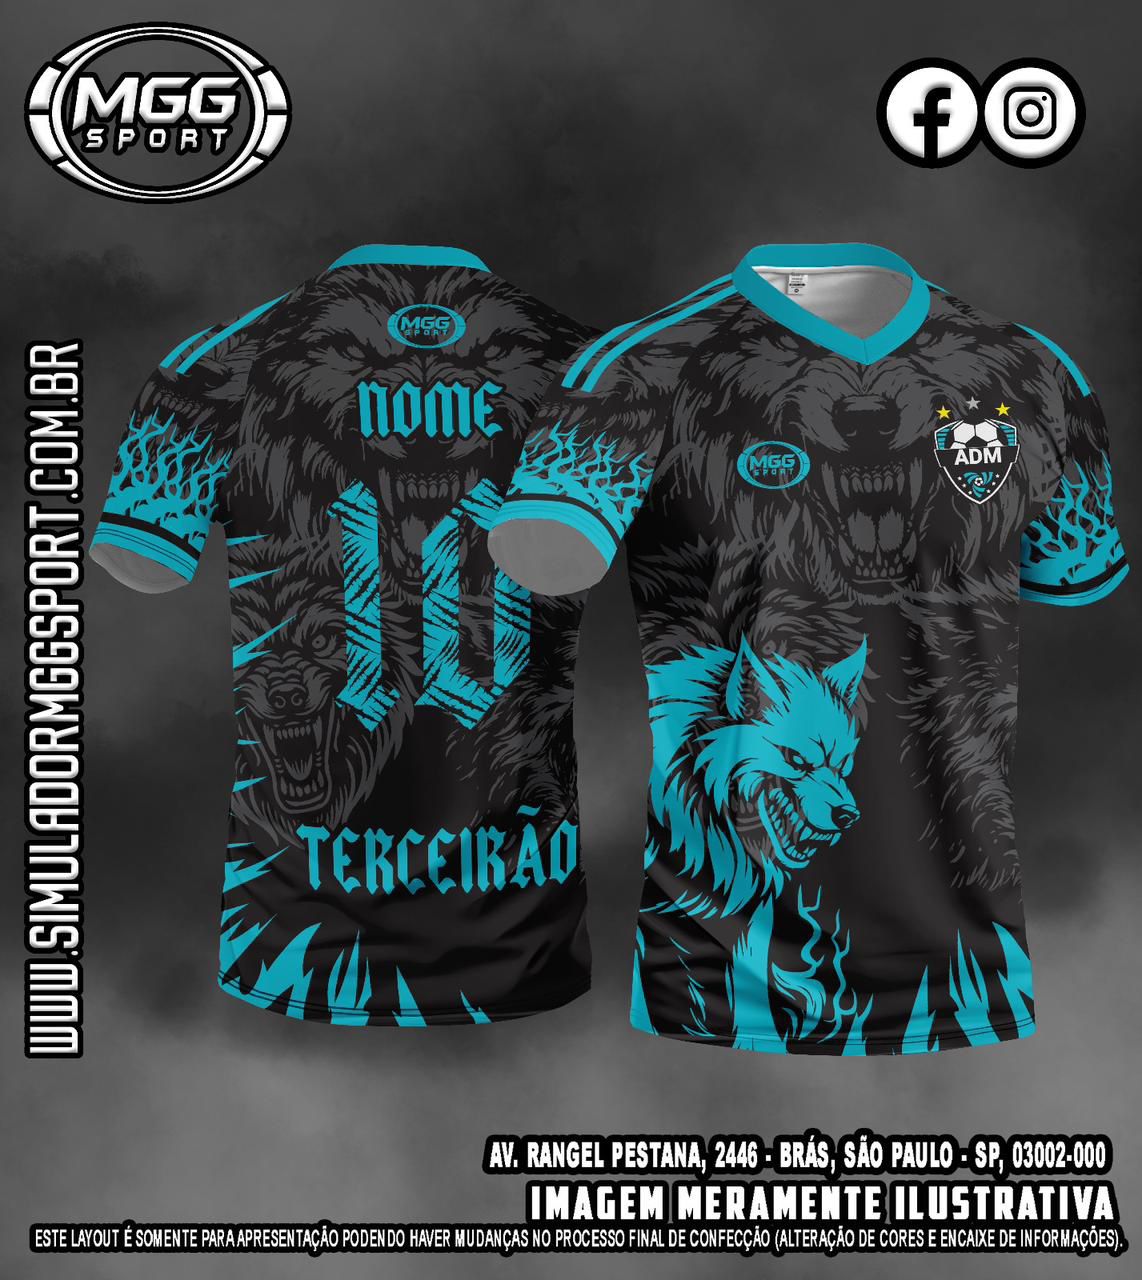 MGG
SPORT
WWW.SIMULADORMGGSPORT.COM.BR
MGG
SPORT
NOME
10
TERCEIRÃO
MGG
SPORT
ADM
AV. RANGEL PESTANA, 2446 - BRÁS, SÃO PAULO - SP, 03002-000
IMAGEM MERAMENTE ILUSTRATIVA
ESTE LAYOUT É SOMENTE PARA APRESENTAÇÃO PODENDO HAVER MUDANÇAS NO PROCESSO FINAL DE CONFECÇÃO (ALTERAÇÃO DE CORES E ENCAIXE DE INFORMAÇÕES).